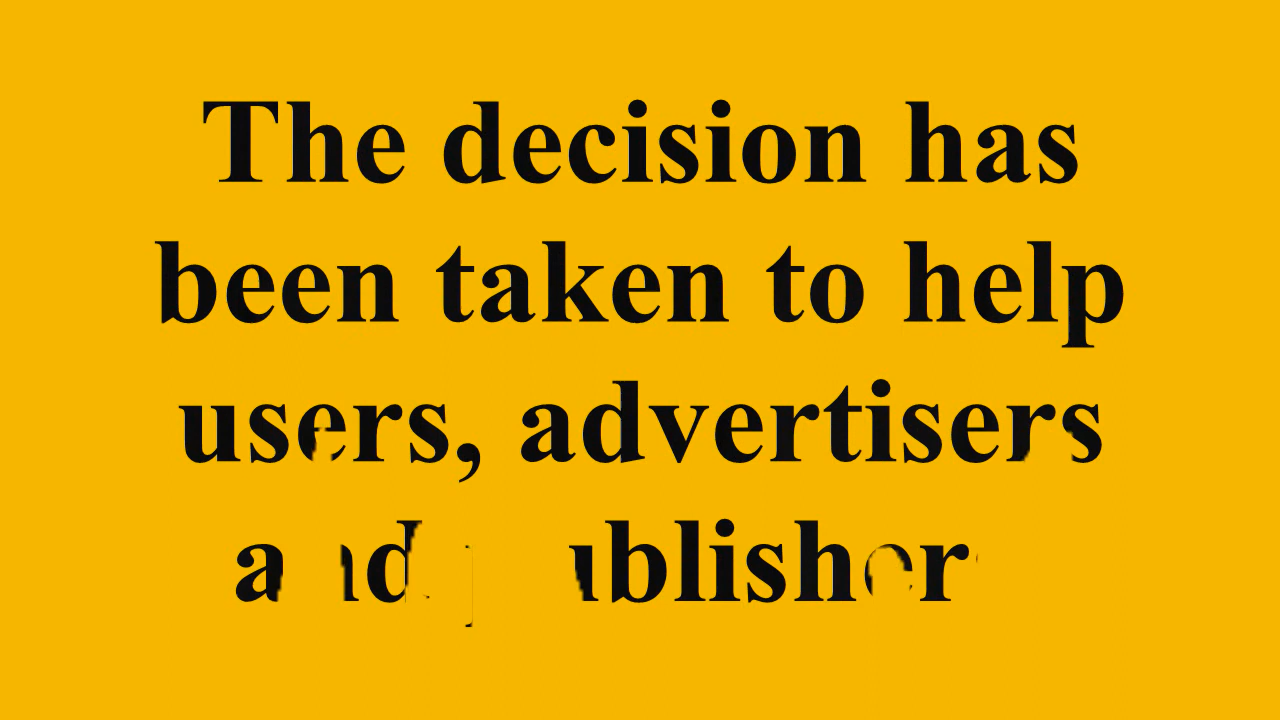 The decision has
been taken to help
users, advertisers
and publishers